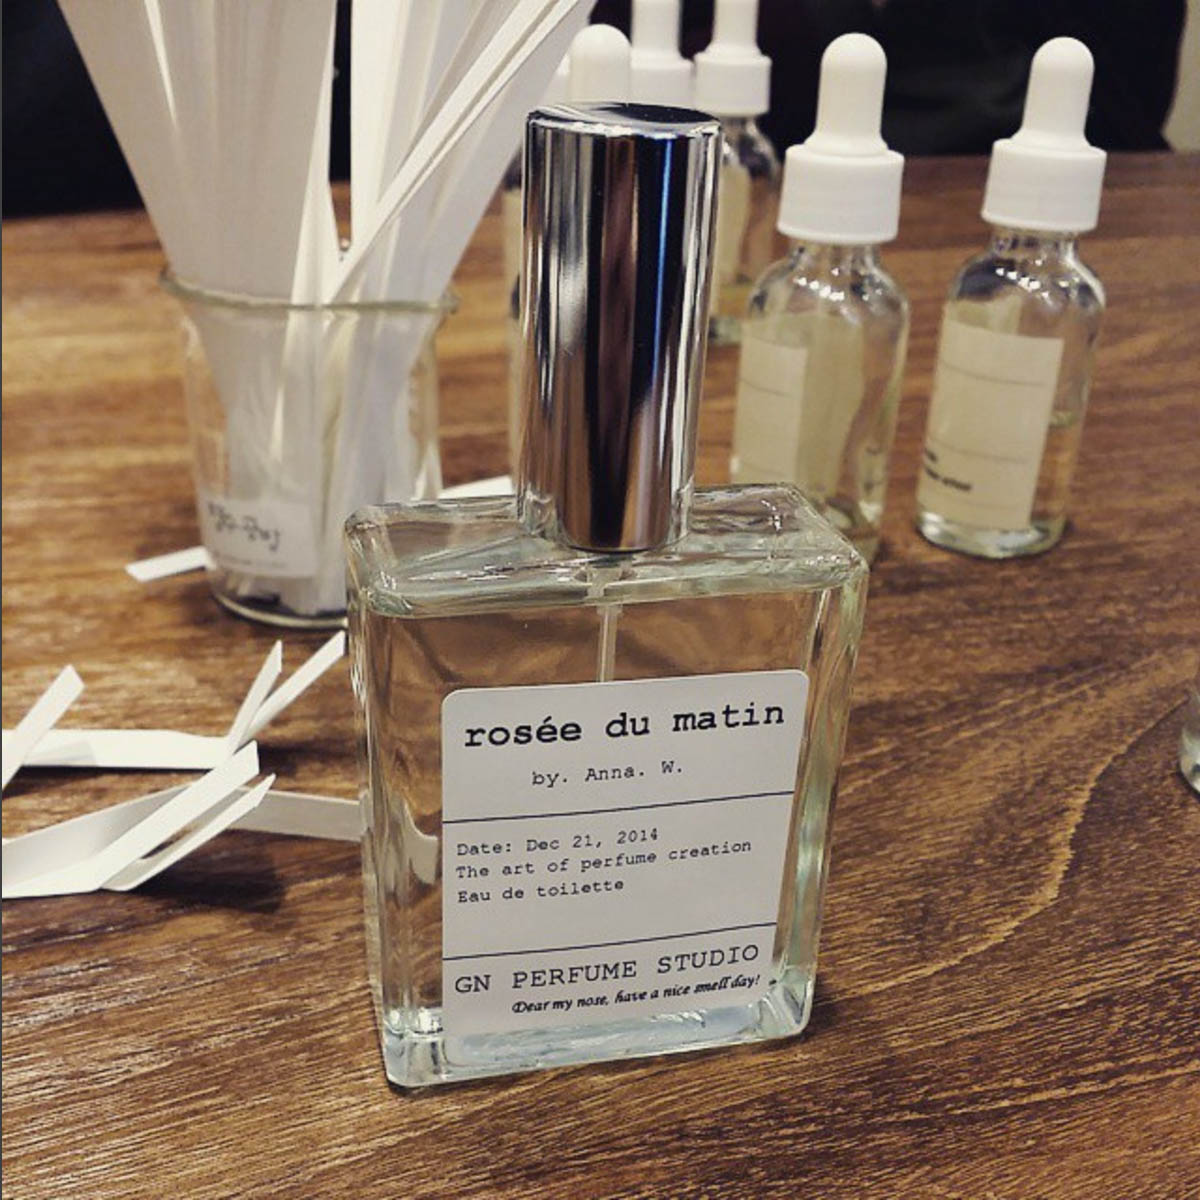 rosée du matin
by. Anna. W.
Date: Dec 21, 2014
The art of perfume creation
Eau de toilette
GN PERFUME STUDIO
Dear my nose, have a nice smell day!